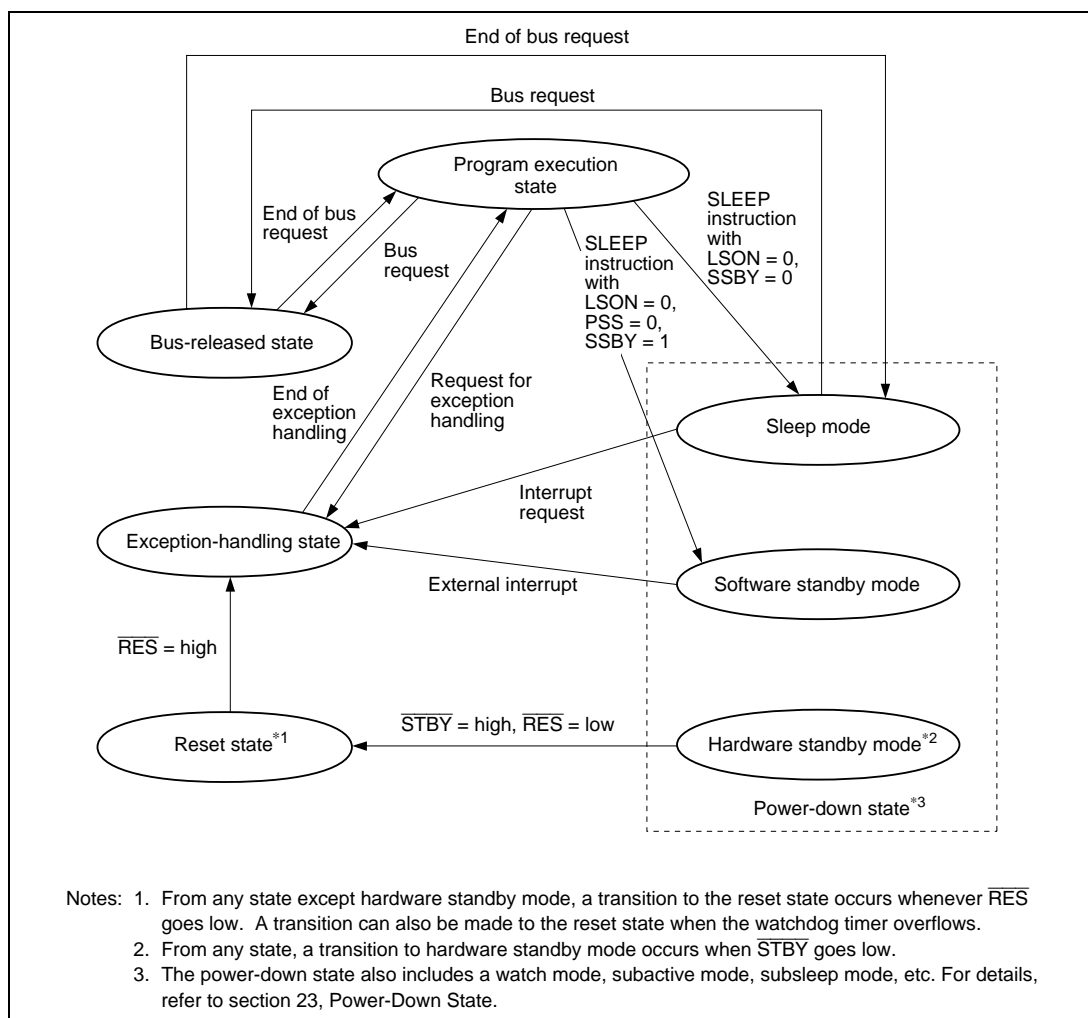 End of bus request
Bus request
Program execution
state
End of bus
request
Bus
request
SLEEP
instruction
with
LSON = 0,
PSS = 0,
SSBY = 1
SLEEP
instruction
with
LSON = 0,
SSBY = 0
Bus-released state
End of
exception
handling
Request for
exception
handling
Sleep mode
Interrupt
request
Exception-handling state
External interrupt
Software standby mode
R̅E̅S̅ = high
S̅T̅B̅Y̅ = high, R̅E̅S̅ = low
Reset state*1
Hardware standby mode*2
Power-down state*3
Notes: 1. From any state except hardware standby mode, a transition to the reset state occurs whenever R̅E̅S̅
goes low. A transition can also be made to the reset state when the watchdog timer overflows.
2. From any state, a transition to hardware standby mode occurs when S̅T̅B̅Y̅ goes low.
3. The power-down state also includes a watch mode, subactive mode, subsleep mode, etc. For details,
refer to section 23, Power-Down State.